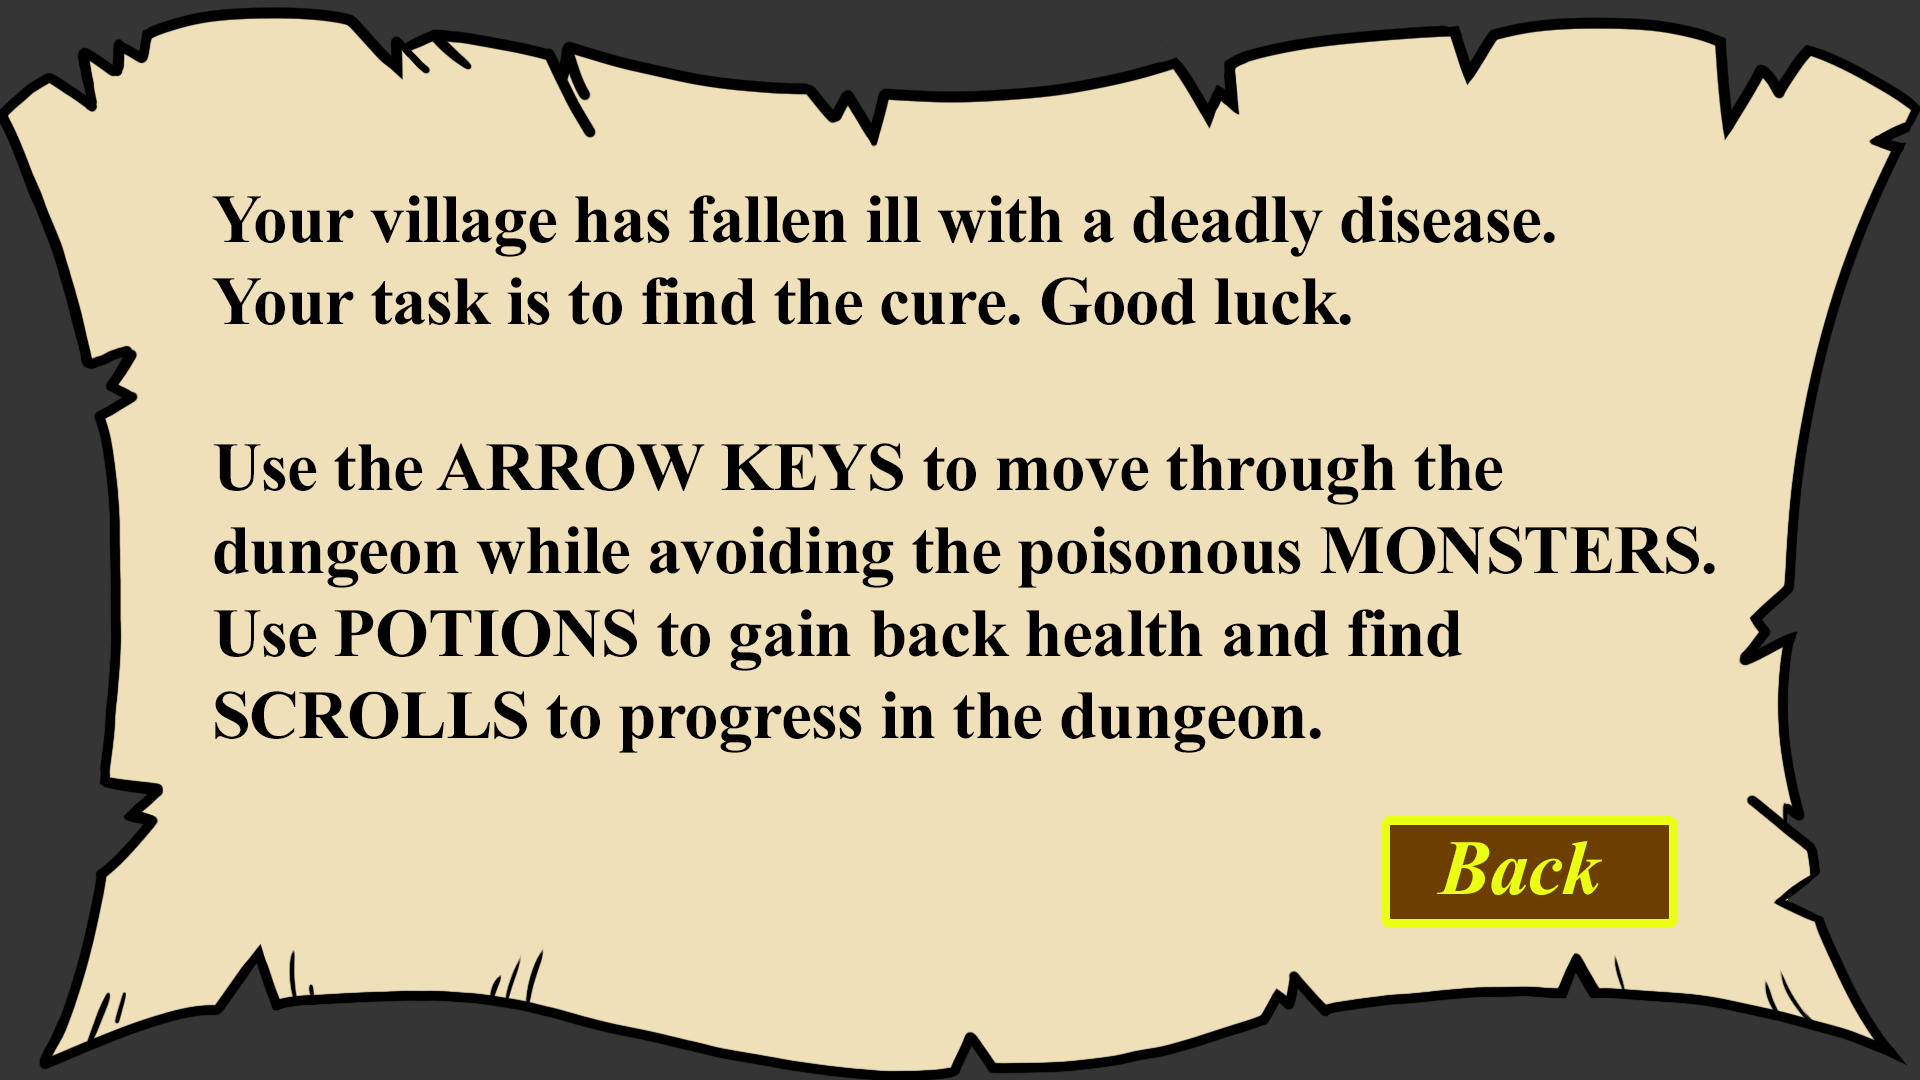 Your village has fallen ill with a deadly disease.
Your task is to find the cure. Good luck.
Use the ARROW KEYS to move through the
dungeon while avoiding the poisonous MONSTERS.
Use POTIONS to gain back health and find
SCROLLS to progress in the dungeon.
Back